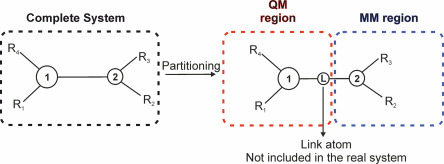 Complete System
QM
region
MM region
R4
R3
1
2
R1
R2
Partitioning
R4
R3
1
L
2
R1
R2
Link atom
Not included in the real system